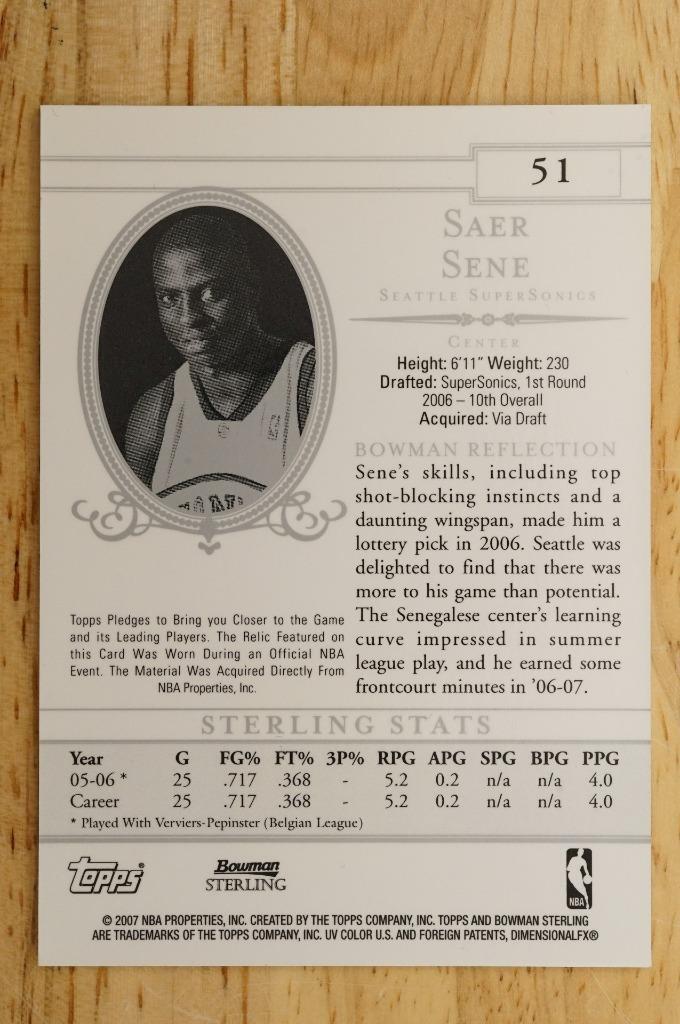 51
SAER
SENE
SEATTLE SUPERSONICS
CENTER
Height: 6'11" Weight: 230
Drafted: SuperSonics, 1st Round
2006 – 10th Overall
Acquired: Via Draft
BOWMAN REFLECTION
Sene's skills, including top
shot-blocking instincts and a
daunting wingspan, made him a
lottery pick in 2006. Seattle was
delighted to find that there was
more to his game than potential.
The Senegalese center's learning
curve impressed in summer
league play, and he earned some
frontcourt minutes in '06-07.
Topps Pledges to Bring you Closer to the Game
and its Leading Players. The Relic Featured on
this Card Was Worn During an Official NBA
Event. The Material Was Acquired Directly From
NBA Properties, Inc.
STERLING STATS
Year G FG% FT% 3P% RPG APG SPG BPG PPG
05-06 * 25 .717 .368 - 5.2 0.2 n/a n/a 4.0
Career 25 .717 .368 - 5.2 0.2 n/a n/a 4.0
* Played With Verviers-Pepinster (Belgian League)
topps®
Bowman
STERLING
NBA
© 2007 NBA PROPERTIES, INC. CREATED BY THE TOPPS COMPANY, INC. TOPPS AND BOWMAN STERLING
ARE TRADEMARKS OF THE TOPPS COMPANY, INC. UV COLOR U.S. AND FOREIGN PATENTS, DIMENSIONALFX®